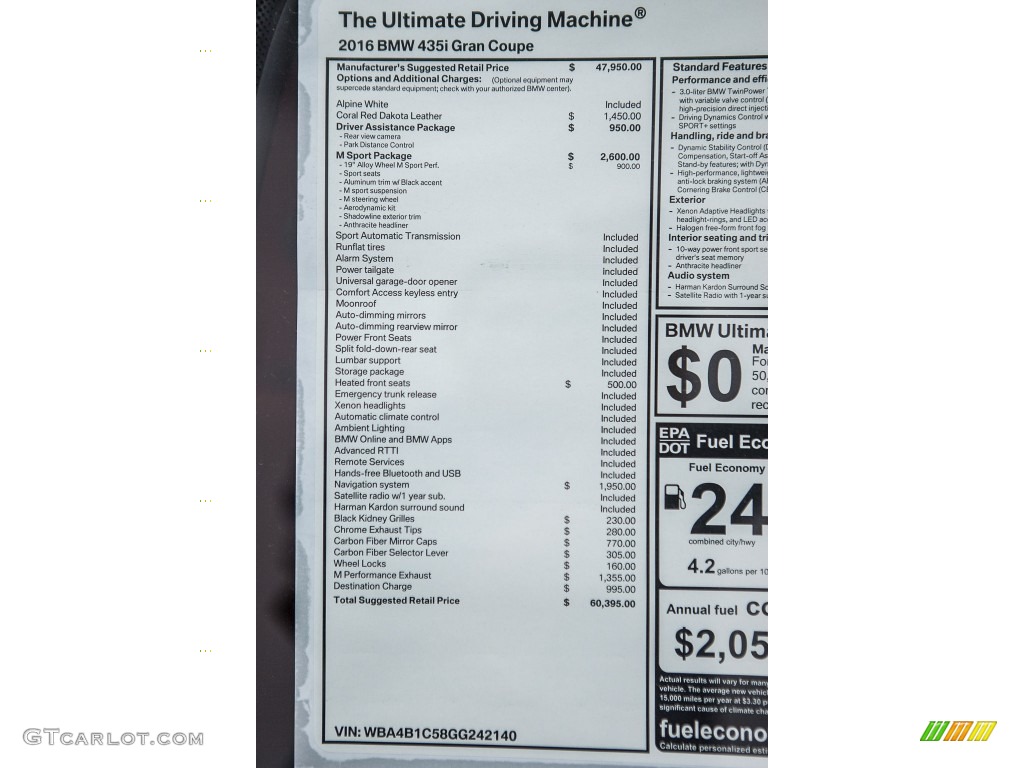 The Ultimate Driving Machine®
2016 BMW 435i Gran Coupe
Manufacturer's Suggested Retail Price $ 47,950.00
Options and Additional Charges: (Optional equipment may
supercede standard equipment; check with your authorized BMW center).
Alpine White Included
Coral Red Dakota Leather $ 1,450.00
Driver Assistance Package $ 950.00
- Rear view camera
- Park Distance Control
M Sport Package $ 2,600.00
- 19" Alloy Wheel M Sport Perf. $ 900.00
- Sport seats
- Aluminum trim w/ Black accent
- M sport suspension
- M steering wheel
- Aerodynamic kit
- Shadowline exterior trim
- Anthracite headliner
Sport Automatic Transmission Included
Runflat tires Included
Alarm System Included
Power tailgate Included
Universal garage-door opener Included
Comfort Access keyless entry Included
Moonroof Included
Auto-dimming mirrors Included
Auto-dimming rearview mirror Included
Power Front Seats Included
Split fold-down-rear seat Included
Lumbar support Included
Storage package Included
Heated front seats $ 500.00
Emergency trunk release Included
Xenon headlights Included
Automatic climate control Included
Ambient Lighting Included
BMW Online and BMW Apps Included
Advanced RTTI Included
Remote Services Included
Hands-free Bluetooth and USB Included
Navigation system $ 1,950.00
Satellite radio w/1 year sub. Included
Harman Kardon surround sound Included
Black Kidney Grilles $ 230.00
Chrome Exhaust Tips $ 280.00
Carbon Fiber Mirror Caps $ 770.00
Carbon Fiber Selector Lever $ 305.00
Wheel Locks $ 160.00
M Performance Exhaust $ 1,355.00
Destination Charge $ 995.00
Total Suggested Retail Price $ 60,395.00
VIN: WBA4B1C58GG242140
Standard Features
Performance and effi
- 3.0-liter BMW TwinPower
with variable valve control (
high-precision direct inject
- Driving Dynamics Control w
SPORT+ settings
Handling, ride and bra
- Dynamic Stability Control (D
Compensation, Start-off As
Stand-by features; with Dyn
- High-performance, lightwei
anti-lock braking system (A
Cornering Brake Control (C
Exterior
- Xenon Adaptive Headlights
headlight-rings, and LED ac
- Halogen free-form front fog
Interior seating and tri
- 10-way power front sport se
driver's seat memory
- Anthracite headliner
Audio system
- Harman Kardon Surround So
- Satellite Radio with 1-year su
BMW Ultima
$0
Ma
Fo
50,
co
rec
EPA
DOT Fuel Eco
Fuel Economy
24
combined city/hwy
4.2 gallons per 10
Annual fuel CO
$2,05
Actual results will vary for man
vehicle. The average new vehic
15,000 miles per year at $3.30 p
significant cause of climate cha
fuelecono
Calculate personalized esti
GTCARLOT.COM